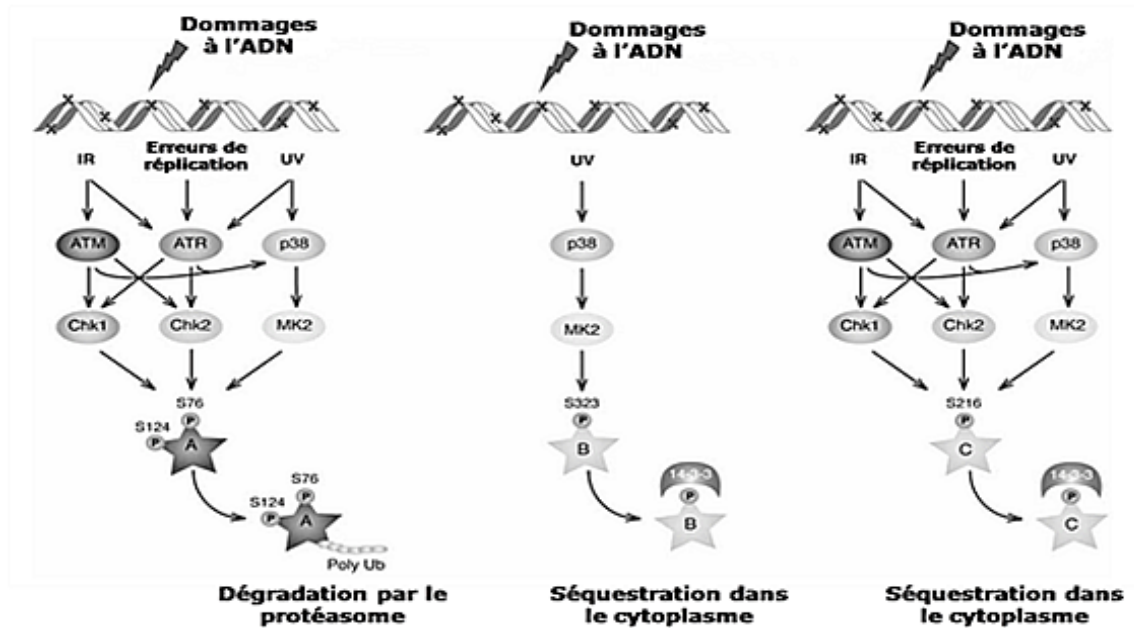 Dommages
à l'ADN
IR
Erreurs de
réplication
UV
ATM
ATR
p38
Chk1
Chk2
MK2
S76
P
S124
P
A
S76
P
S124
P
A
Poly Ub
Dégradation par le
protéasome
Dommages
à l'ADN
UV
p38
MK2
S323
P
B
14-3-3
P
B
Séquestration dans
le cytoplasme
Dommages
à l'ADN
IR
Erreurs de
réplication
UV
ATM
ATR
p38
Chk1
Chk2
MK2
S216
P
C
14-3-3
P
C
Séquestration dans
le cytoplasme